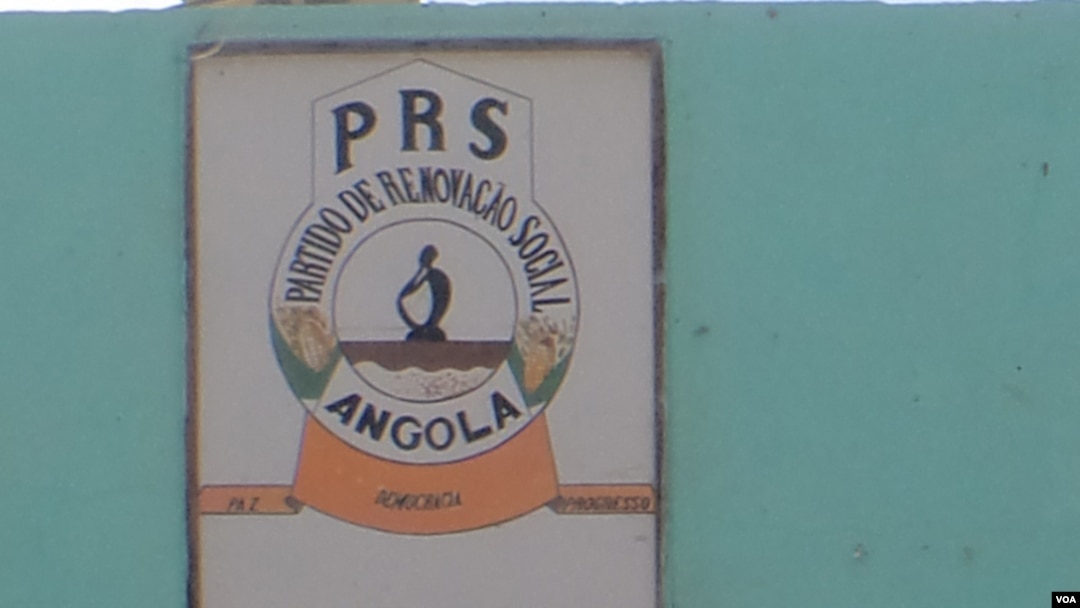 PRS
PARTIDO DE RENOVAÇÃO SOCIAL
ANGOLA
PAZ DEMOCRACIA PROGRESSO
VOA